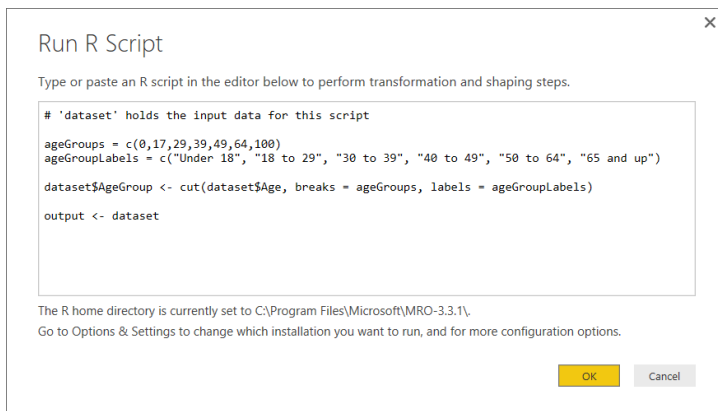 Run R Script
Type or paste an R script in the editor below to perform transformation and shaping steps.
# 'dataset' holds the input data for this script
ageGroups = c(0,17,29,39,49,64,100)
ageGroupLabels = c("Under 18", "18 to 29", "30 to 39", "40 to 49", "50 to 64", "65 and up")
dataset$AgeGroup <- cut(dataset$Age, breaks = ageGroups, labels = ageGroupLabels)
output <- dataset
The R home directory is currently set to C:\Program Files\Microsoft\MRO-3.3.1\.
Go to Options & Settings to change which installation you want to run, and for more configuration options.
OK Cancel